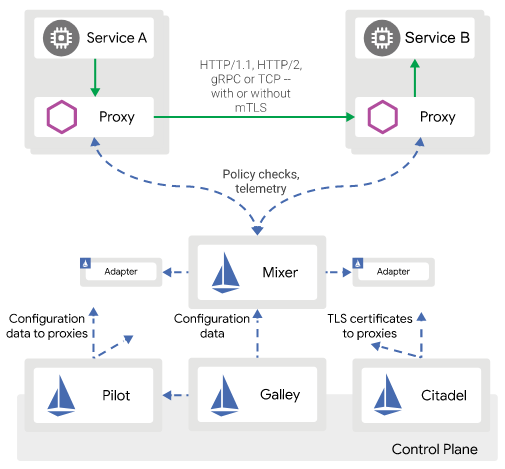 Service A
Service B
HTTP/1.1, HTTP/2,
gRPC or TCP --
with or without
mTLS
Proxy
Proxy
Policy checks,
telemetry
Mixer
Adapter
Adapter
Configuration
data to proxies
Configuration
data
TLS certificates
to proxies
Pilot
Galley
Citadel
Control Plane